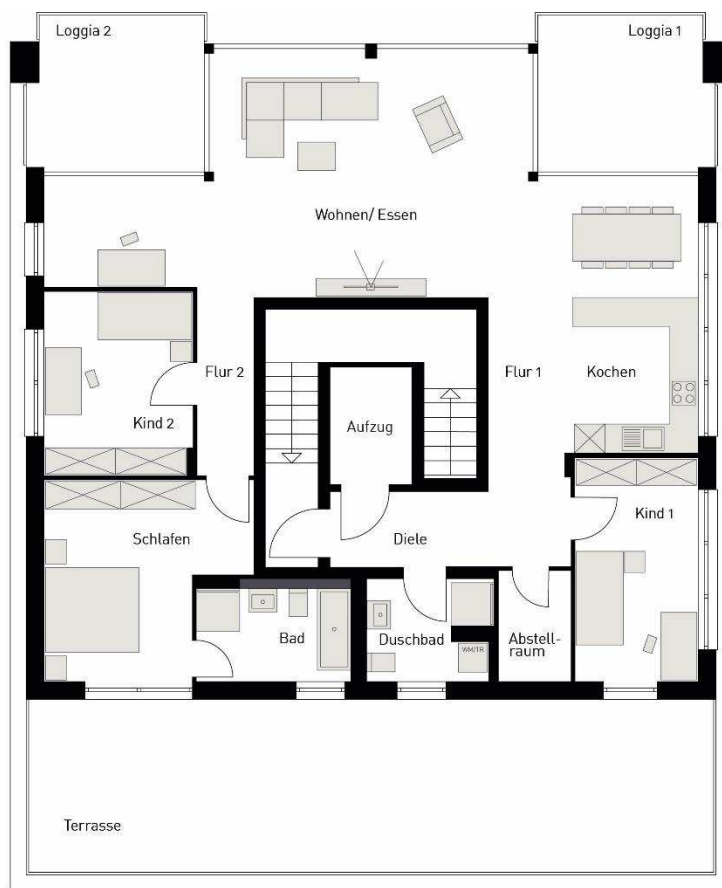 Loggia 2
Loggia 1
Wohnen/ Essen
Flur 2
Flur 1
Kochen
Kind 2
Aufzug
Schlafen
Diele
Kind 1
Bad
Duschbad
WM/TR
Abstell-
raum
Terrasse